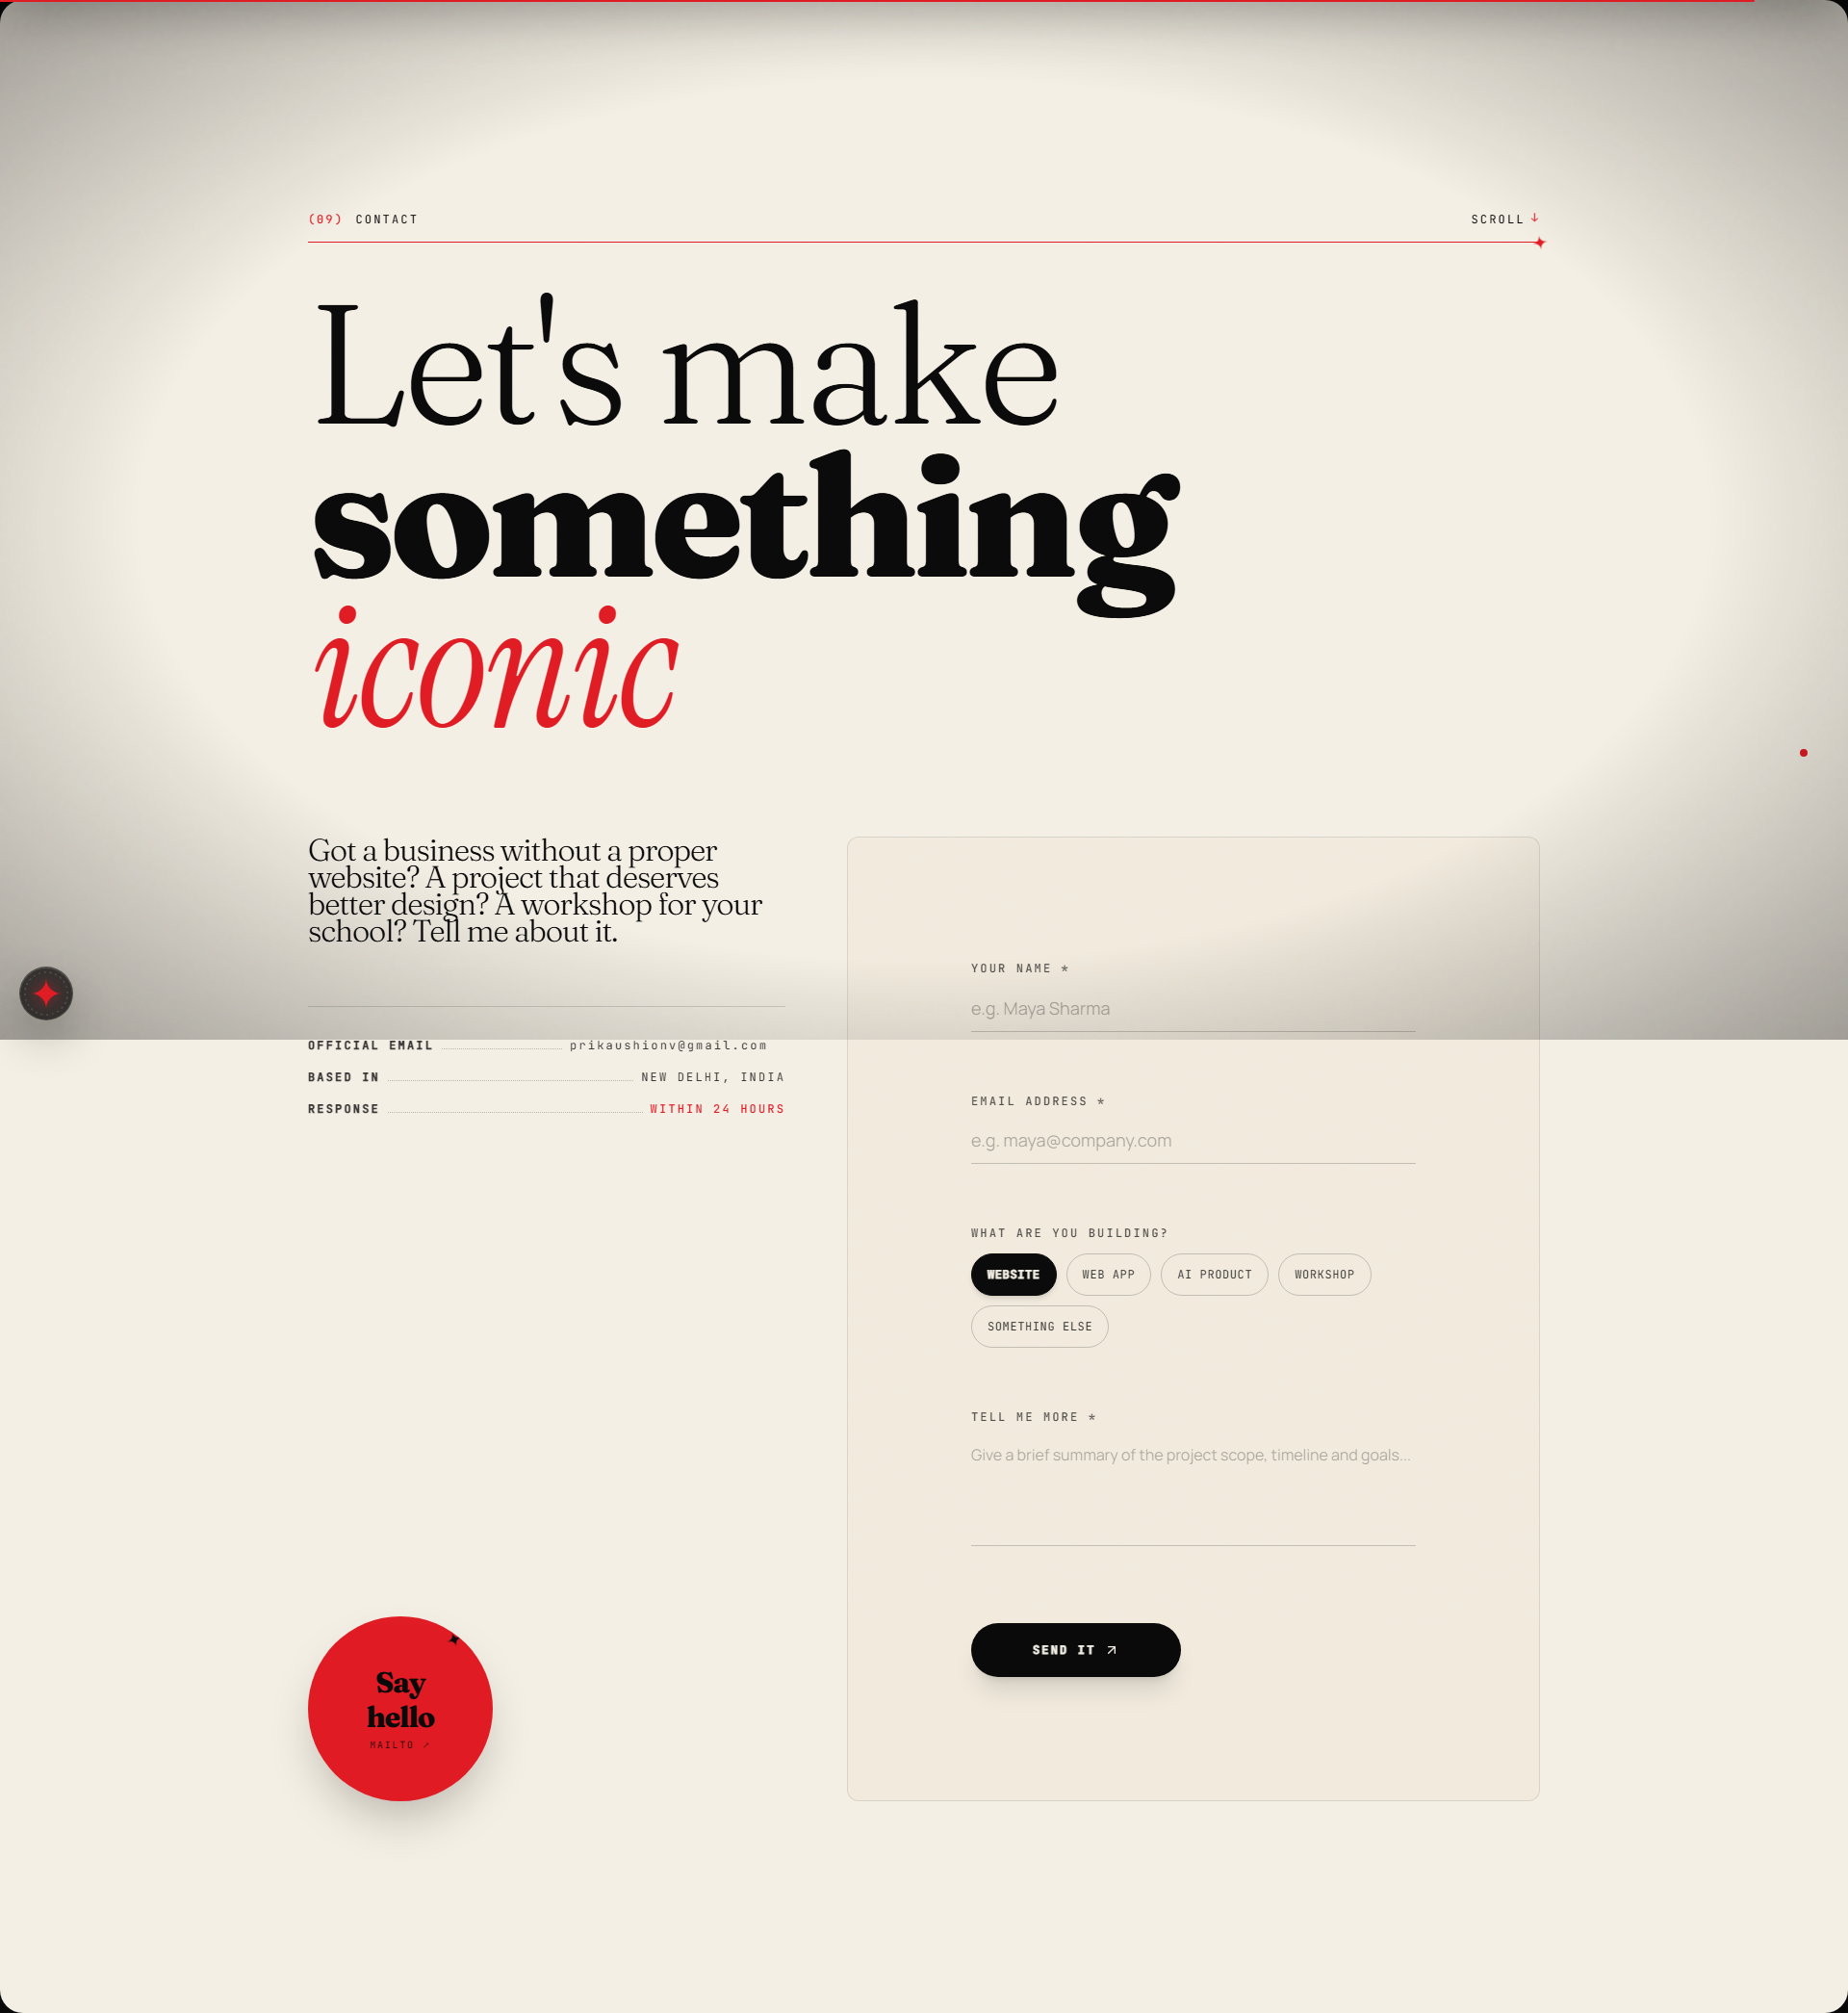 (09) CONTACT
SCROLL ↓
Let's make
something
iconic
Got a business without a proper
website? A project that deserves
better design? A workshop for your
school? Tell me about it.
OFFICIAL EMAIL prikaushionv@gmail.com
BASED IN NEW DELHI, INDIA
RESPONSE WITHIN 24 HOURS
YOUR NAME *
e.g. Maya Sharma
EMAIL ADDRESS *
e.g. maya@company.com
WHAT ARE YOU BUILDING?
WEBSITE WEB APP AI PRODUCT WORKSHOP
SOMETHING ELSE
TELL ME MORE *
Give a brief summary of the project scope, timeline and goals...
SEND IT ↗
Say
hello
MAILTO ↗